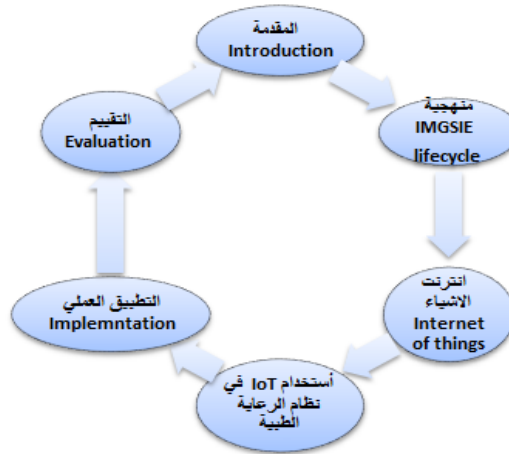 المقدمة
Introduction
منهجية
IMGSIE
lifecycle
انترنت
الاشياء
Internet
of things
أستخدام IoT في
نظام الرعاية
الطبية
التطبيق العملي
Implemntation
التقييم
Evaluation